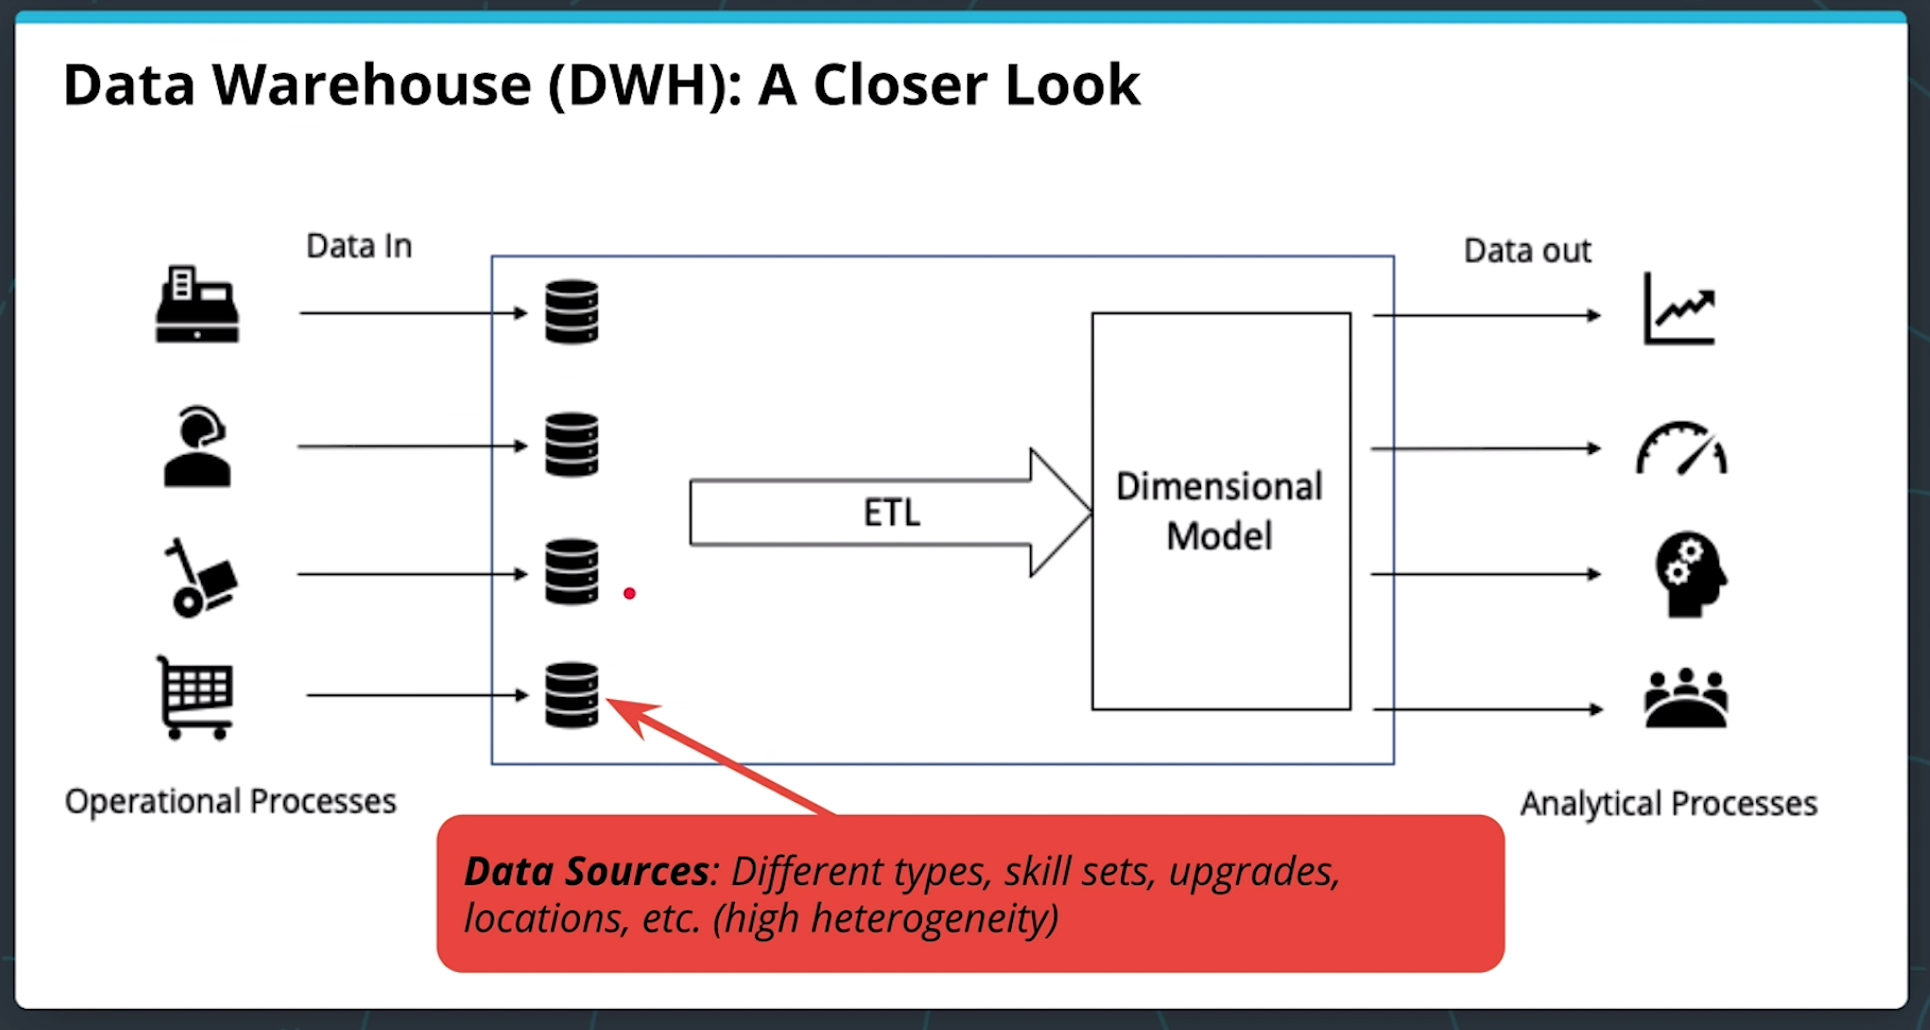 Data Warehouse (DWH): A Closer Look
Data In
Data out
ETL
Dimensional
Model
Operational Processes
Analytical Processes
Data Sources: Different types, skill sets, upgrades,
locations, etc. (high heterogeneity)